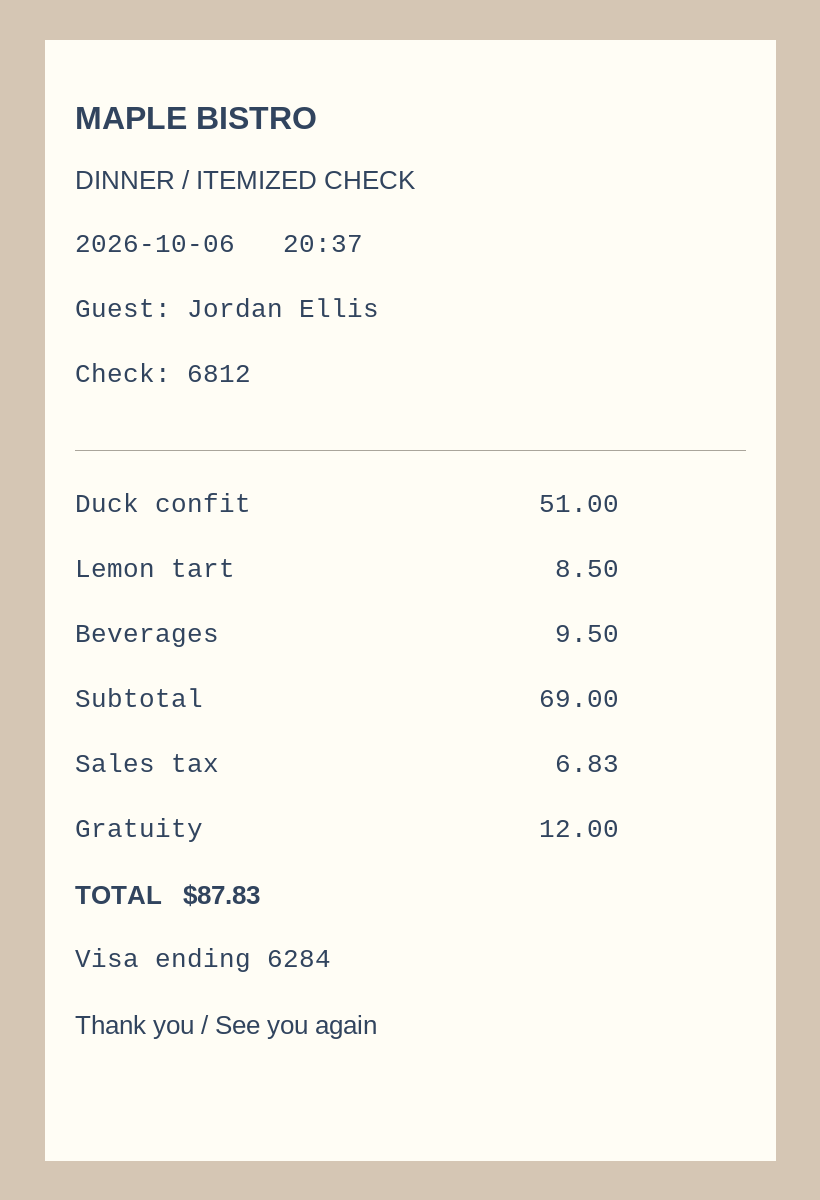 MAPLE BISTRO
DINNER / ITEMIZED CHECK
2026-10-06   20:37
Guest: Jordan Ellis
Check: 6812
Duck confit 51.00
Lemon tart 8.50
Beverages 9.50
Subtotal 69.00
Sales tax 6.83
Gratuity 12.00
TOTAL   $87.83
Visa ending 6284
Thank you / See you again